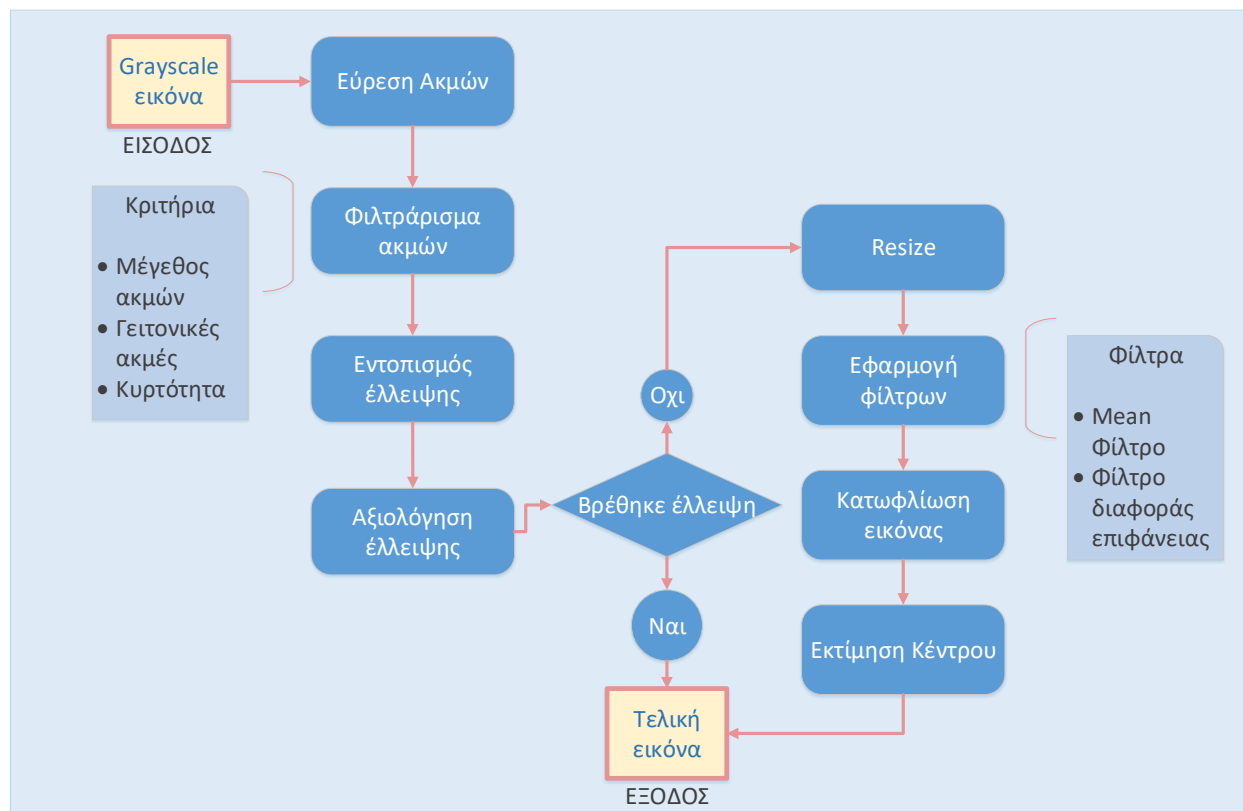 Grayscale
εικόνα
ΕΙΣΟΔΟΣ
Εύρεση Ακμών
Κριτήρια
• Μέγεθος
ακμών
• Γειτονικές
ακμές
• Κυρτότητα
Φιλτράρισμα
ακμών
Εντοπισμός
έλλειψης
Αξιολόγηση
έλλειψης
Βρέθηκε έλλειψη
Οχι
Ναι
Resize
Εφαρμογή
φίλτρων
Φίλτρα
• Mean
Φίλτρο
• Φίλτρο
διαφοράς
επιφάνειας
Κατωφλίωση
εικόνας
Εκτίμηση Κέντρου
Τελική
εικόνα
ΕΞΟΔΟΣ